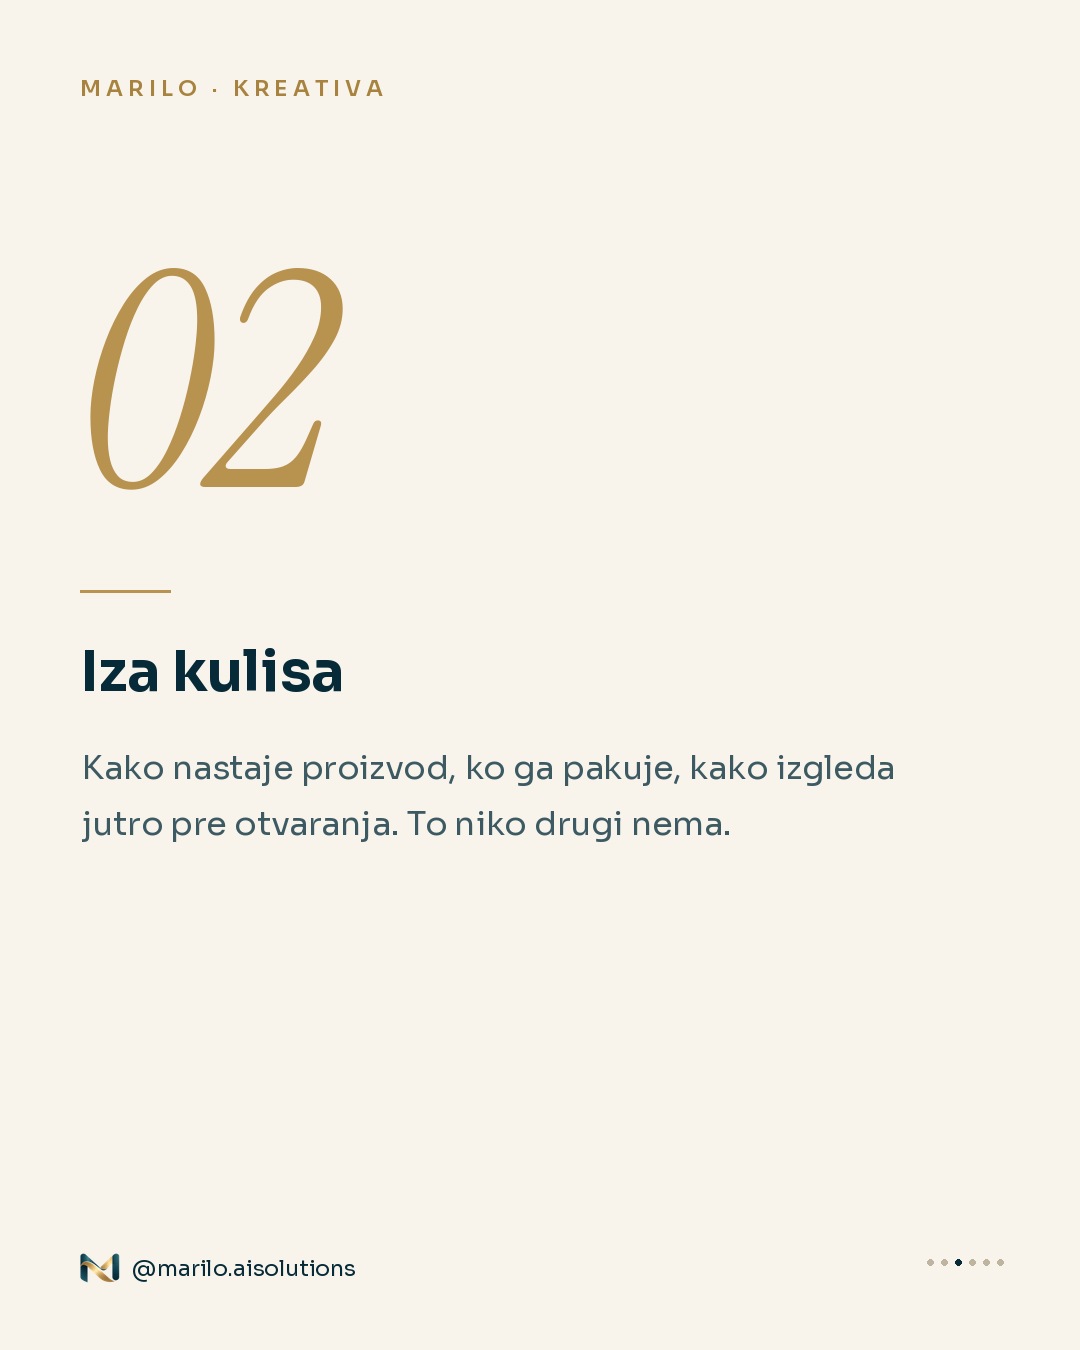 MARILO · KREATIVA
02
Iza kulisa
Kako nastaje proizvod, ko ga pakuje, kako izgleda
jutro pre otvaranja. To niko drugi nema.
@marilo.aisolutions